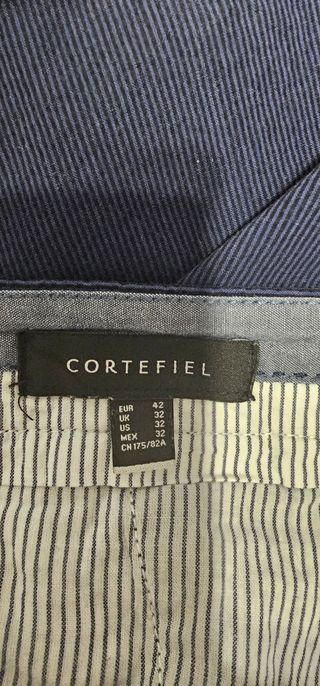 CORTEFIEL
EUR 42
UK 32
US 32
MEX 32
CN 175/82A